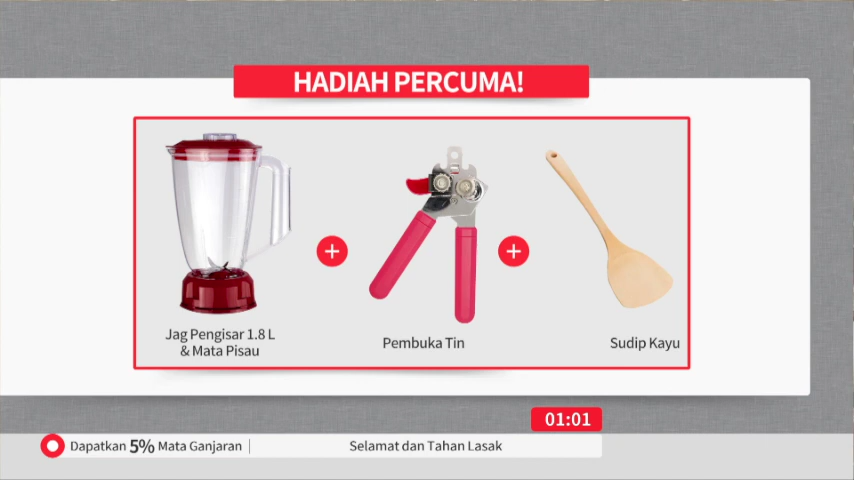 HADIAH PERCUMA!
Jag Pengisar 1.8 L
& Mata Pisau
Pembuka Tin
Sudip Kayu
01:01
Dapatkan 5% Mata Ganjaran
Selamat dan Tahan Lasak